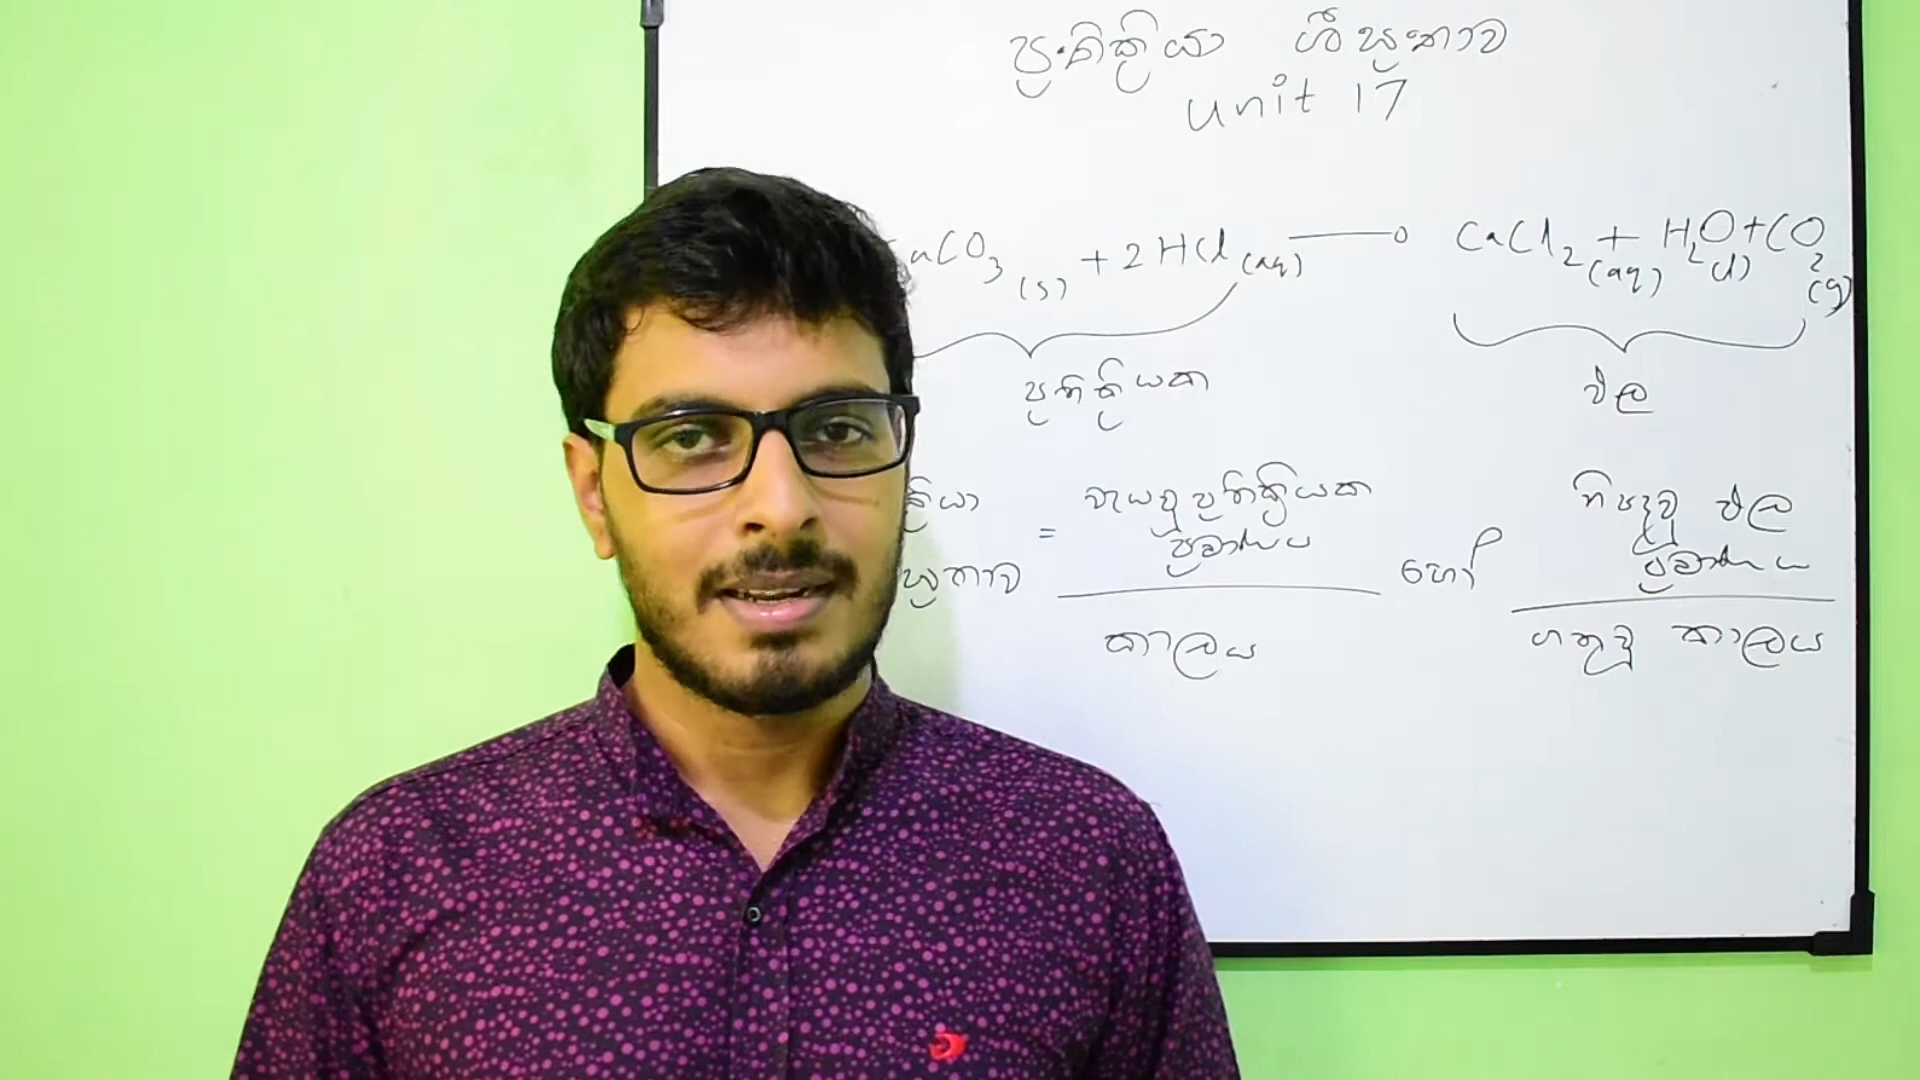 ප්‍රතික්‍රියා ශීඝ්‍රතාව
unit 17
aCO3 (s) + 2HCl (aq) → CaCl2 (aq) + H2O (l) + CO2 (g)
ප්‍රතික්‍රියක ඵල
ක්‍රියා = වැයවූ ප්‍රතික්‍රියක ප්‍රමාණය නිපදවූ ඵල ප්‍රමාණය
ඝ්‍රතාව හෝ
කාලය ගතවූ කාලය